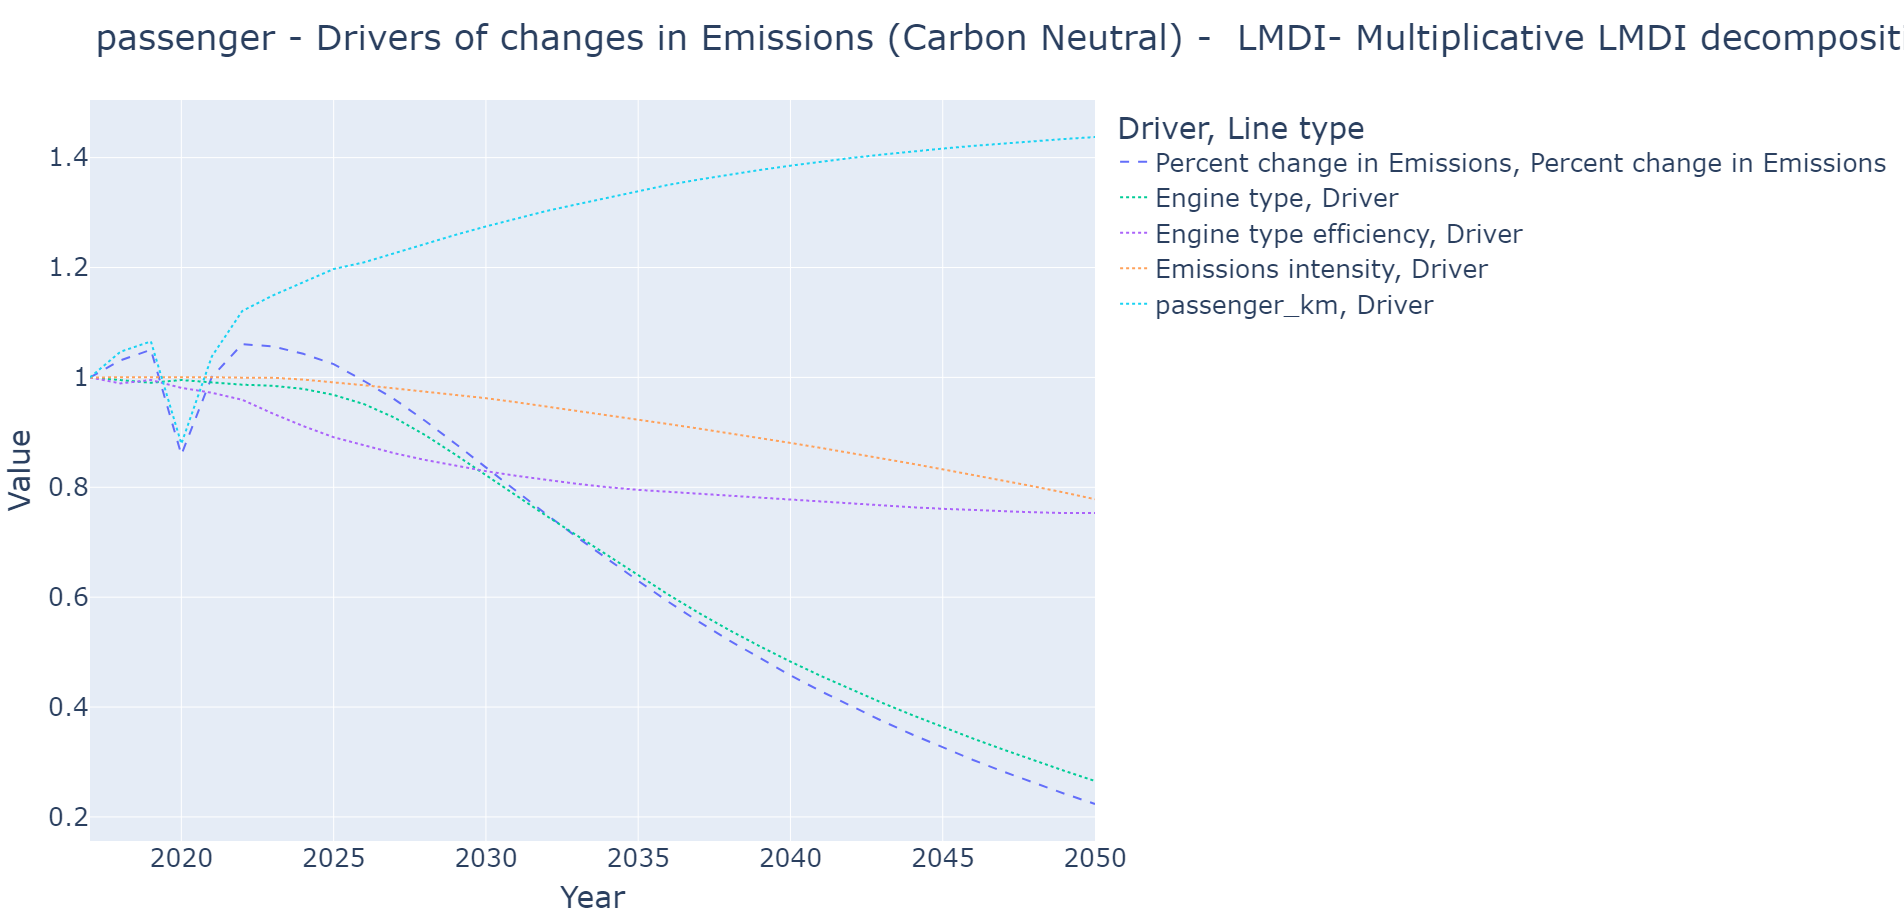 passenger - Drivers of changes in Emissions (Carbon Neutral) -  LMDI- Multiplicative LMDI decomposit
Driver, Line type
Percent change in Emissions, Percent change in Emissions
Engine type, Driver
Engine type efficiency, Driver
Emissions intensity, Driver
passenger_km, Driver
1.4
1.2
1
0.8
0.6
0.4
0.2
Value
2020
2025
2030
2035
2040
2045
2050
Year